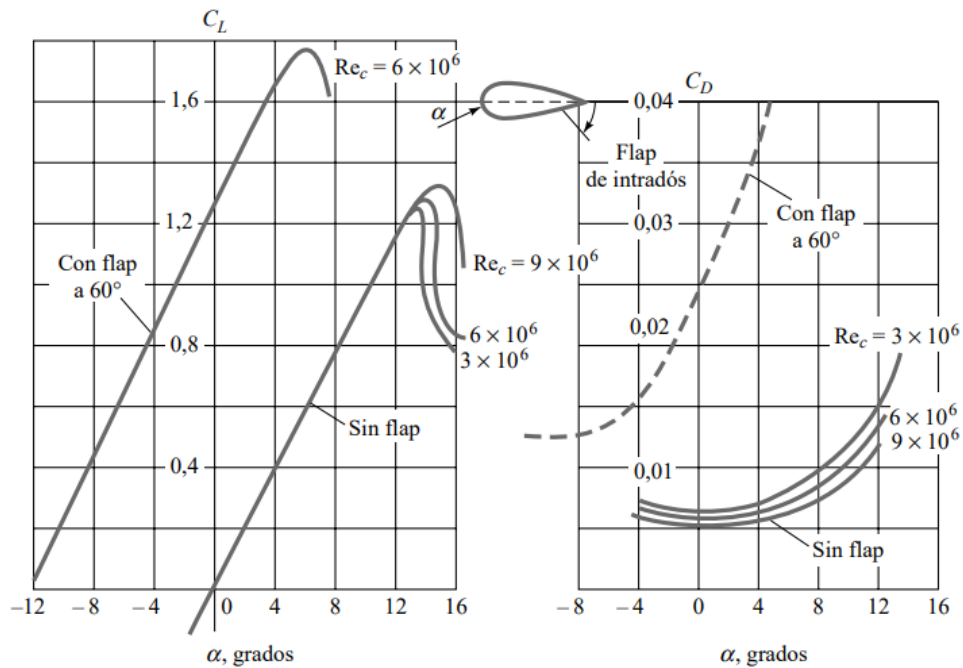 C_L
1,6
1,2
0,8
0,4
Re_c = 6 × 10^6
Con flap
a 60°
Re_c = 9 × 10^6
6 × 10^6
3 × 10^6
Sin flap
−12
−8
−4
0
4
8
12
16
α, grados
α
Flap
de intradós
C_D
0,04
0,03
0,02
0,01
Con flap
a 60°
Re_c = 3 × 10^6
6 × 10^6
9 × 10^6
Sin flap
−8
−4
0
4
8
12
16
α, grados